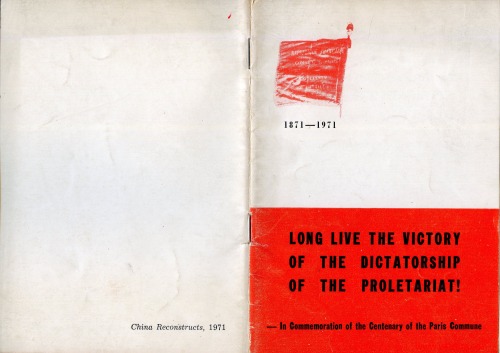 China Reconstructs, 1971
1871—1971
LONG LIVE THE VICTORY
OF THE DICTATORSHIP
OF THE PROLETARIAT!
— In Commemoration of the Centenary of the Paris Commune